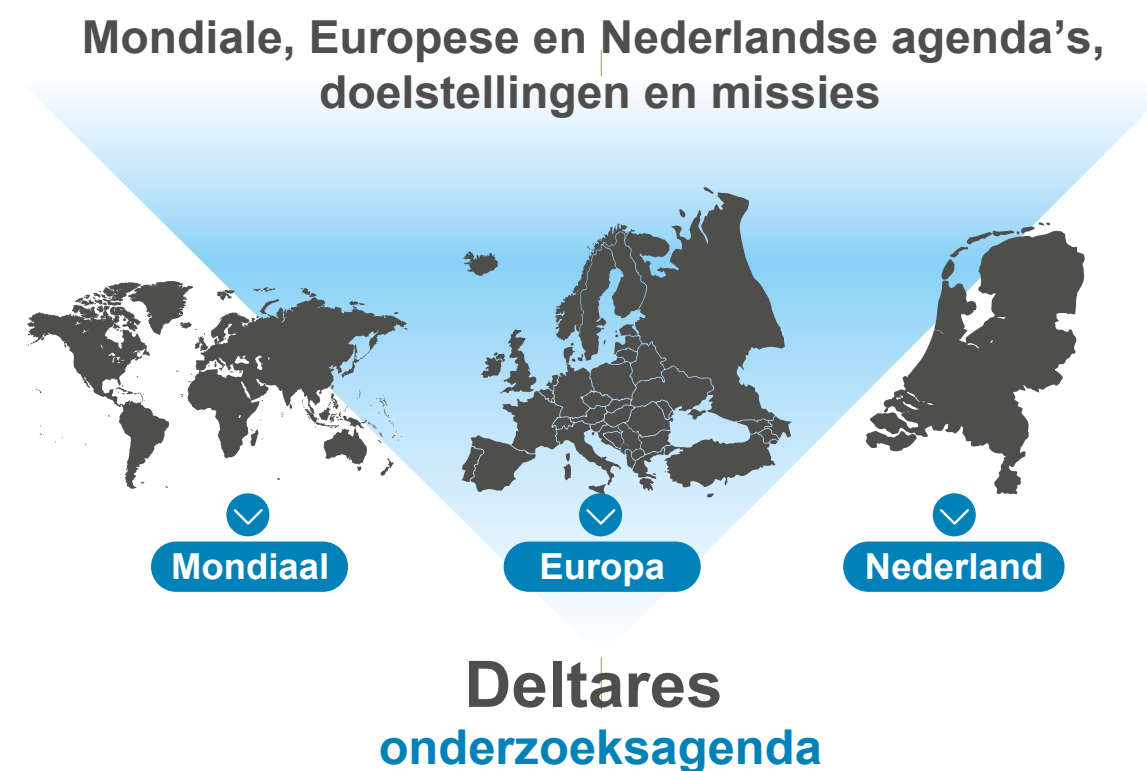 Mondiale, Europese en Nederlandse agenda’s,
doelstellingen en missies
Mondiaal
Europa
Nederland
Deltares
onderzoeksagenda